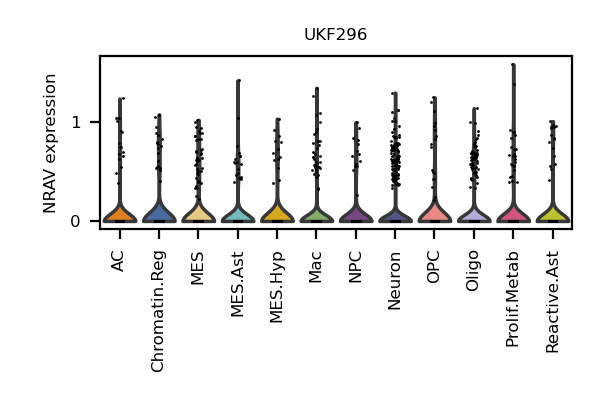 UKF296
NRAV expression
1
0
AC
Chromatin.Reg
MES
MES.Ast
MES.Hyp
Mac
NPC
Neuron
OPC
Oligo
Prolif.Metab
Reactive.Ast